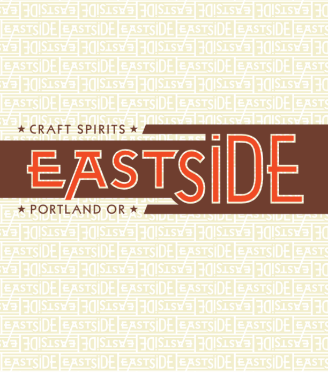 ★ CRAFT SPIRITS ★
EASTSiDE
★ PORTLAND OR ★